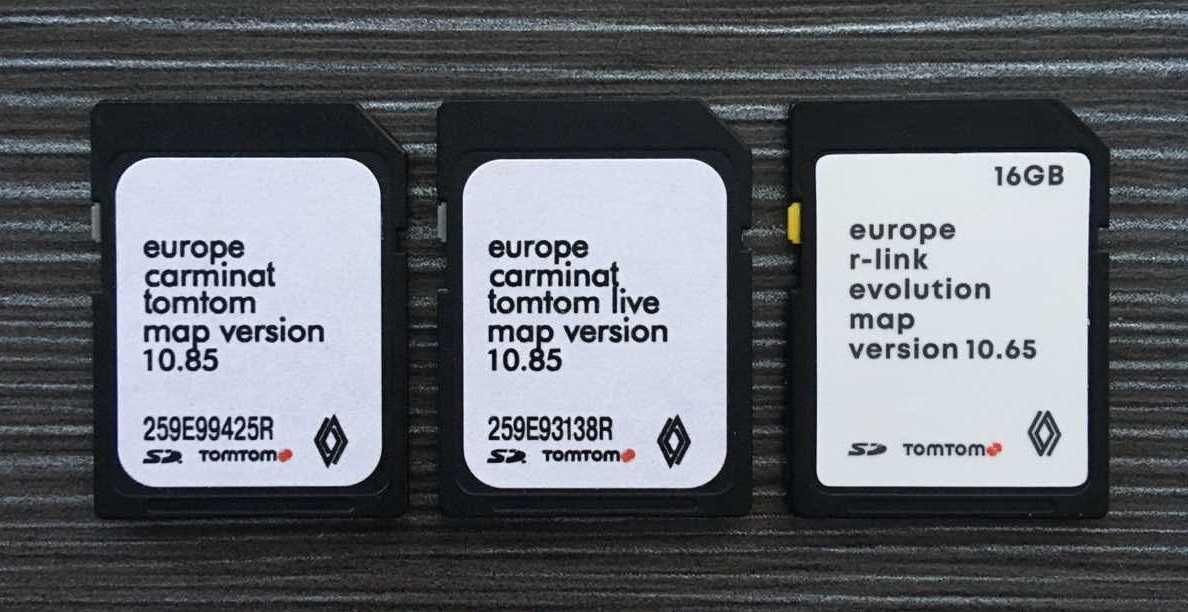 europe
carminat
tomtom
map version
10.85
259E99425R
SD TOMTOM
europe
carminat
tomtom live
map version
10.85
259E93138R
SD TOMTOM
16GB
europe
r-link
evolution
map
version 10.65
SD TOMTOM